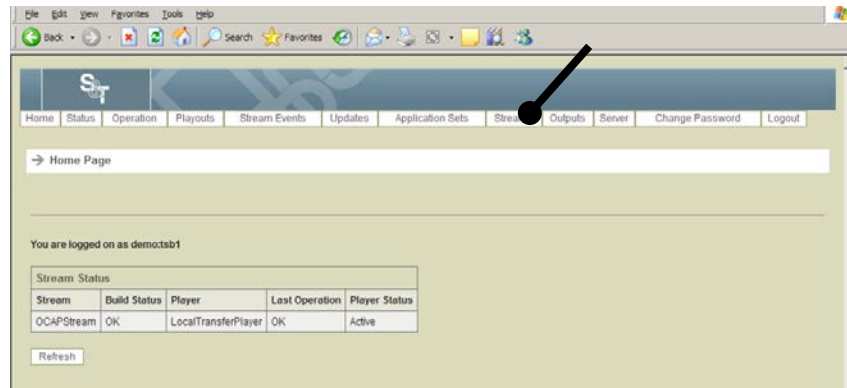 File Edit View Favorites Tools Help
Back Search Favorites
S&T
Home Status Operation Playouts Stream Events Updates Application Sets Outputs Server Change Password Logout
→ Home Page
You are logged on as demo:tsb1
Stream Status
Stream Build Status Player Last Operation Player Status
OCAPStream OK LocalTransferPlayer OK Active
Refresh